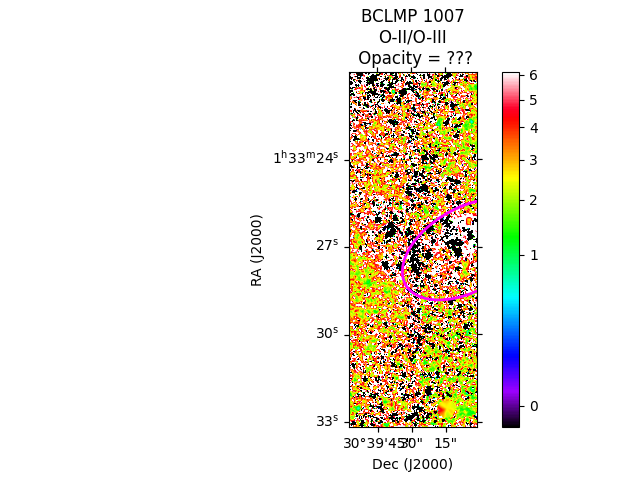 BCLMP 1007
O-II/O-III
Opacity = ???
1h33m24s
27s
30s
33s
30°39'45" 30" 15"
RA (J2000)
Dec (J2000)
6
5
4
3
2
1
0